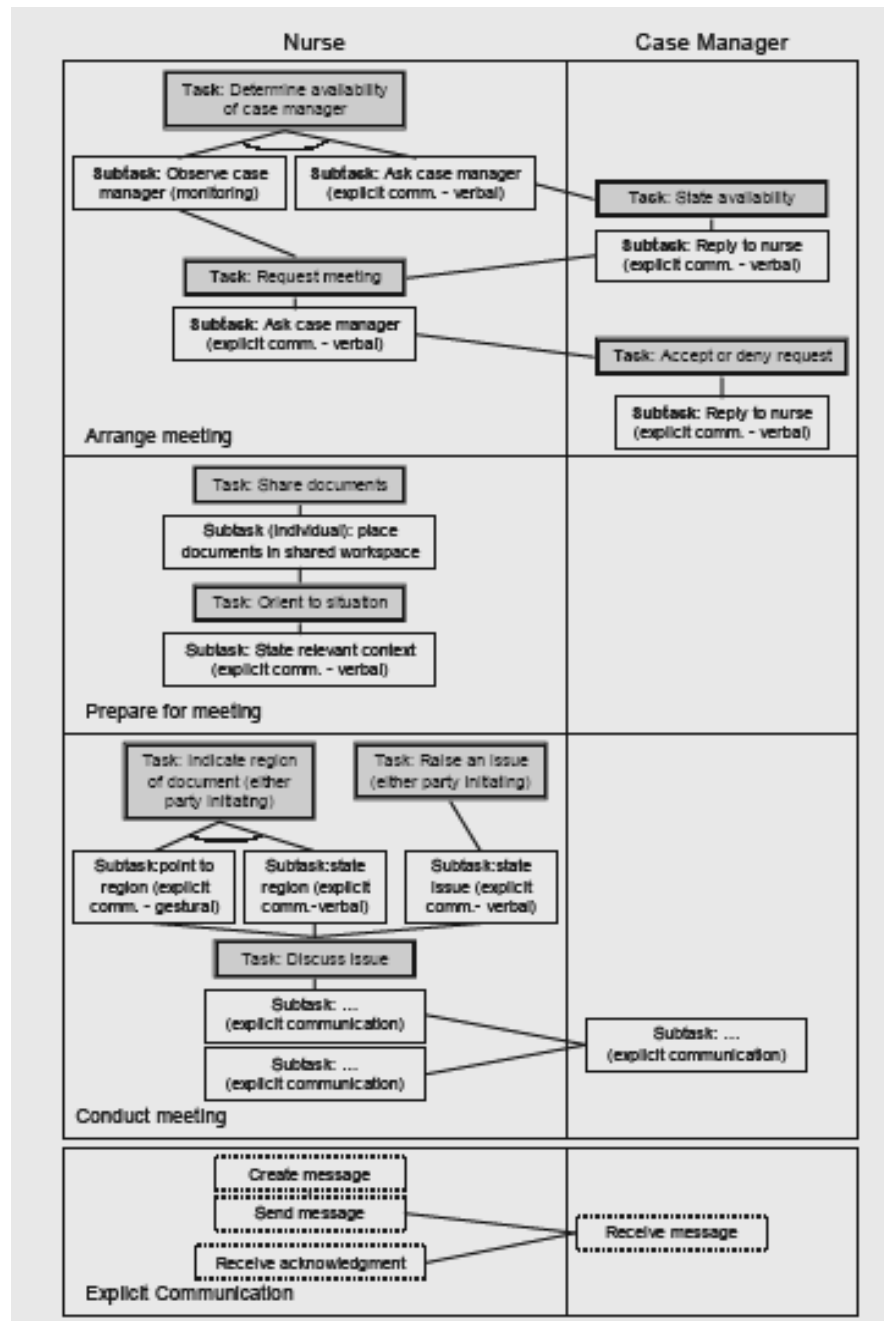 Nurse
Case Manager
Task: Determine availability
of case manager
Subtask: Observe case
manager (monitoring)
Subtask: Ask case manager
(explicit comm. - verbal)
Task: State availability
Subtask: Reply to nurse
(explicit comm. - verbal)
Task: Request meeting
Subtask: Ask case manager
(explicit comm. - verbal)
Task: Accept or deny request
Subtask: Reply to nurse
(explicit comm. - verbal)
Arrange meeting
Task: Share documents
Subtask (individual): place
documents in shared workspace
Task: Orient to situation
Subtask: State relevant context
(explicit comm. - verbal)
Prepare for meeting
Task: Indicate region
of document (either
party initiating)
Task: Raise an issue
(either party initiating)
Subtask:point to
region (explicit
comm. - gestural)
Subtask:state
region (explicit
comm.-verbal)
Subtask:state
issue (explicit
comm.- verbal)
Task: Discuss issue
Subtask: ...
(explicit communication)
Subtask: ...
(explicit communication)
Subtask: ...
(explicit communication)
Conduct meeting
Create message
Send message
Receive message
Receive acknowledgment
Explicit Communication